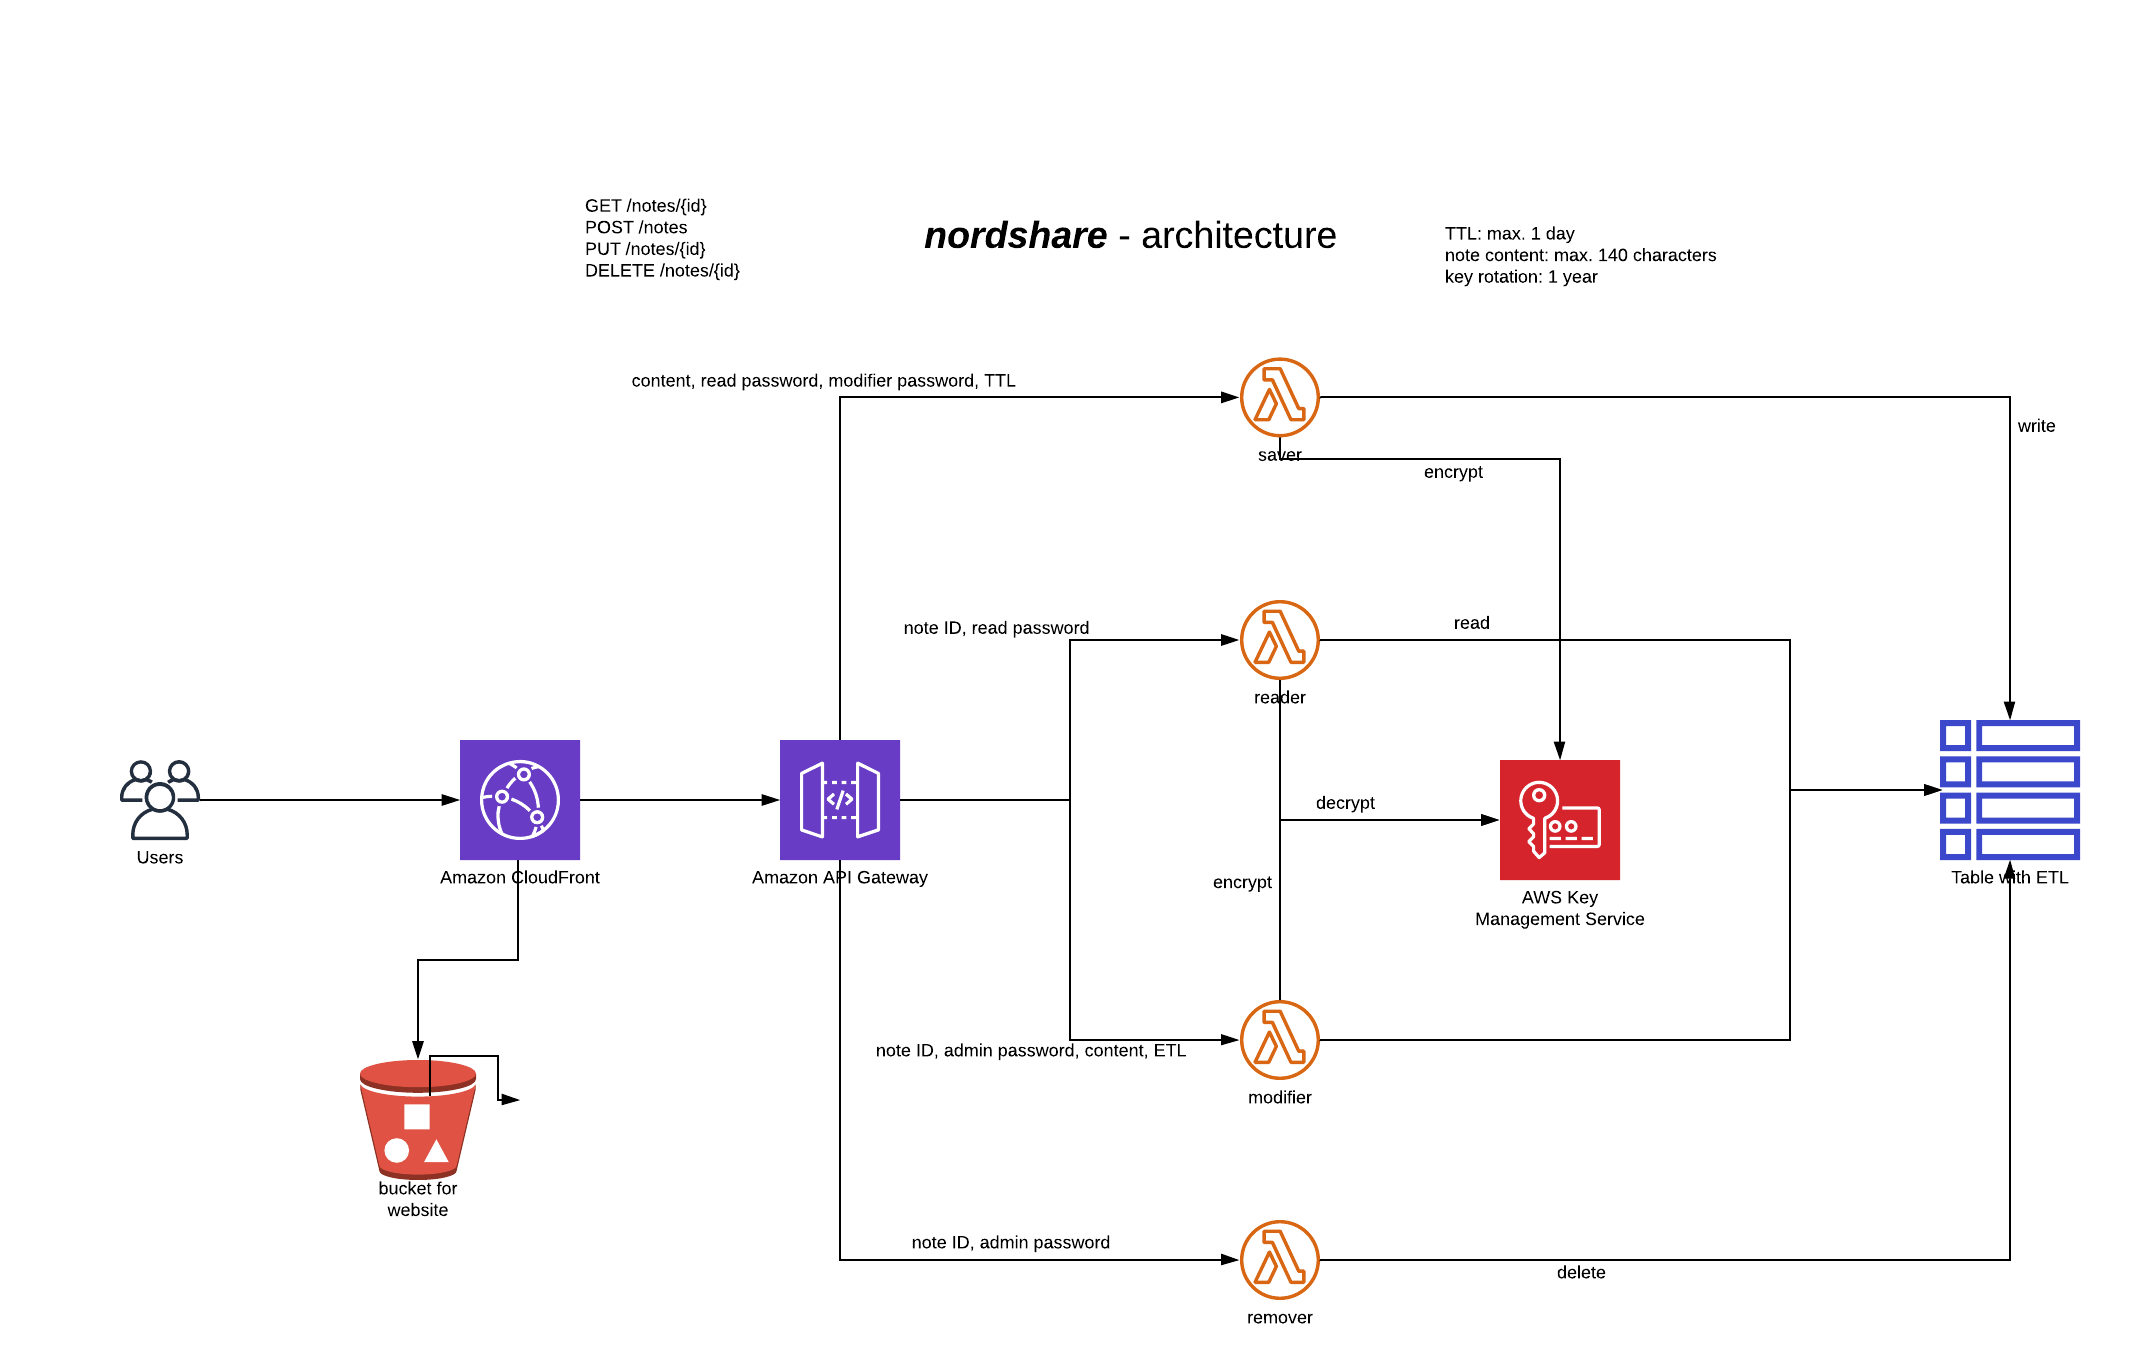 GET /notes/{id}
POST /notes
PUT /notes/{id}
DELETE /notes/{id}
nordshare - architecture
TTL: max. 1 day
note content: max. 140 characters
key rotation: 1 year
content, read password, modifier password, TTL
write
saver
encrypt
note ID, read password
read
reader
decrypt
encrypt
Users
Amazon CloudFront
Amazon API Gateway
AWS Key
Management Service
Table with ETL
note ID, admin password, content, ETL
modifier
bucket for
website
note ID, admin password
delete
remover